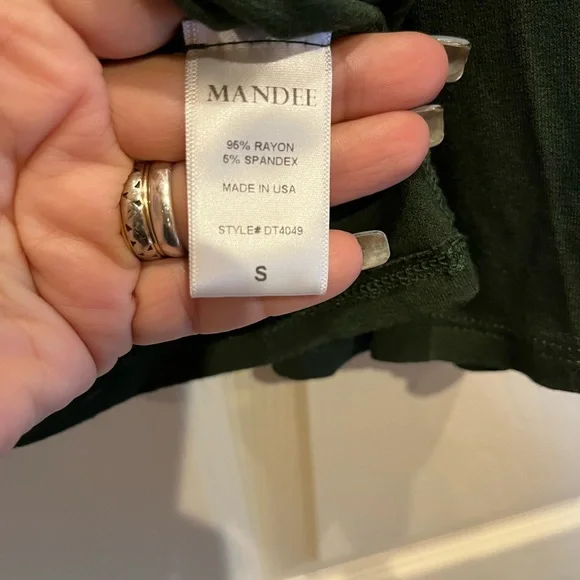 MANDEE
95% RAYON
5% SPANDEX
MADE IN USA
STYLE# DT4049
S